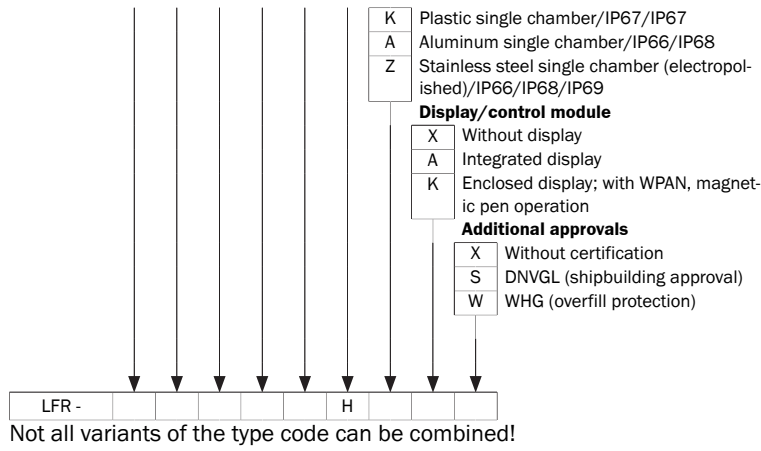 K Plastic single chamber/IP67/IP67
A Aluminum single chamber/IP66/IP68
Z Stainless steel single chamber (electropol-
ished)/IP66/IP68/IP69
Display/control module
X Without display
A Integrated display
K Enclosed display; with WPAN, magnet-
ic pen operation
Additional approvals
X Without certification
S DNVGL (shipbuilding approval)
W WHG (overfill protection)
LFR - H
Not all variants of the type code can be combined!